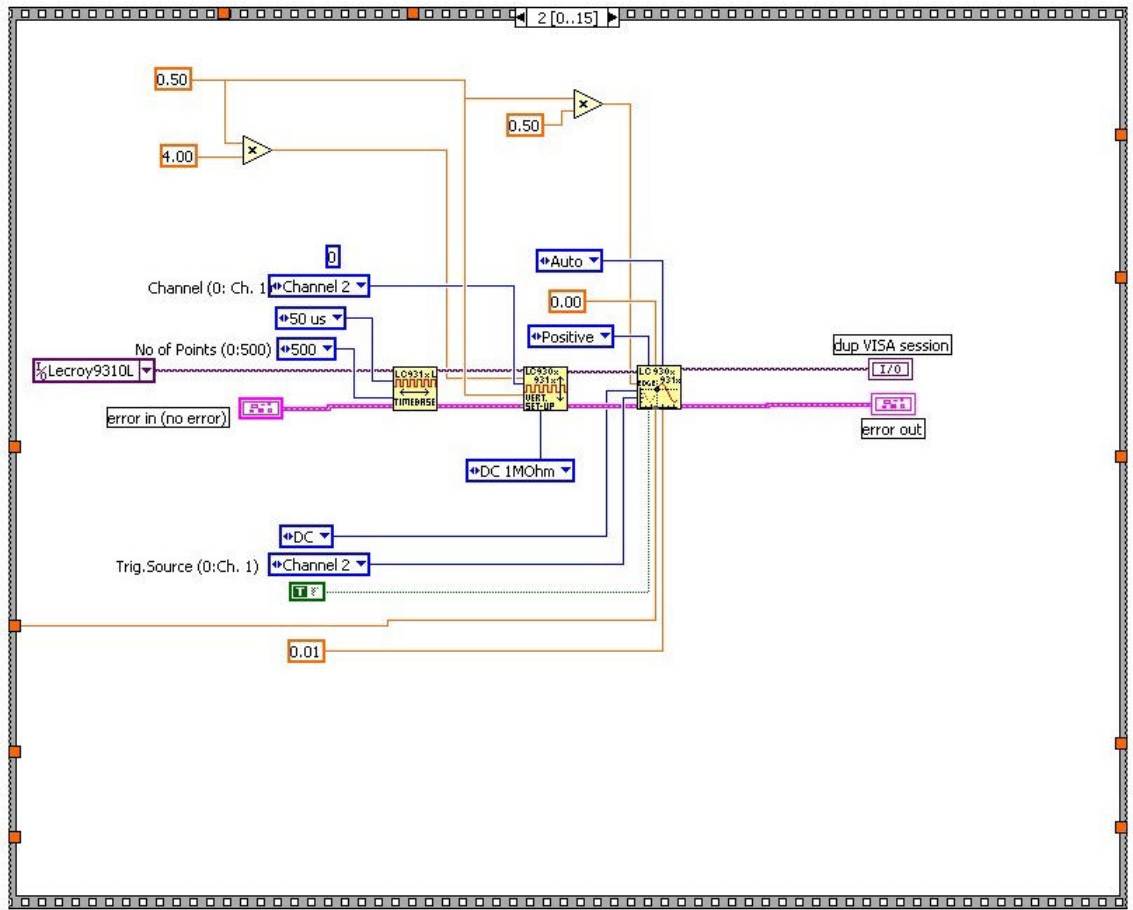 2 [0..15]
0.50
0.50
4.00
0
Auto
Channel (0: Ch. 1
Channel 2
0.00
50 us
Positive
No of Points (0:500)
500
dup VISA session
Lecroy9310L
I/O
LC931xL
TIMEBASE
LC930x
931x
VERT.
SET-UP
LC 930x
931x
EDGE
error in (no error)
error out
DC 1MOhm
DC
Trig.Source (0:Ch. 1)
Channel 2
T
0.01